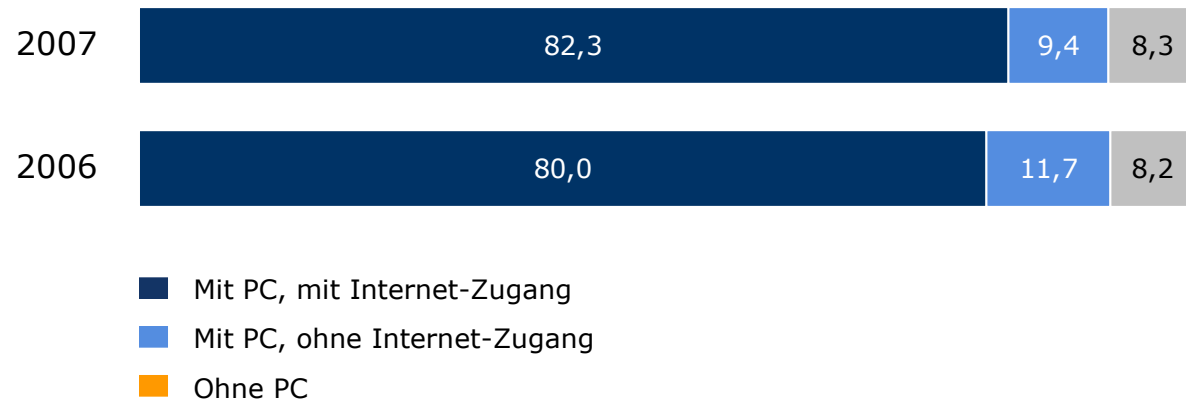 2007 82,3 9,4 8,3
2006 80,0 11,7 8,2
Mit PC, mit Internet-Zugang
Mit PC, ohne Internet-Zugang
Ohne PC